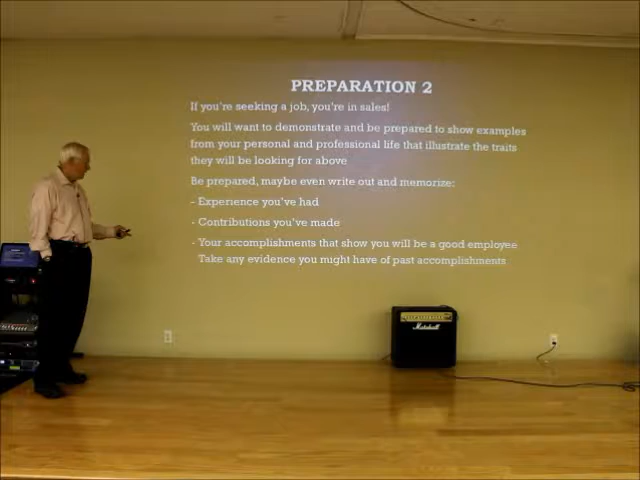 PREPARATION 2
If you're seeking a job, you're in sales!
You will want to demonstrate and be prepared to show examples
from your personal and professional life that illustrate the traits
they will be looking for above
Be prepared, maybe even write out and memorize:
- Experience you've had
- Contributions you've made
- Your accomplishments that show you will be a good employee
Take any evidence you might have of past accomplishments
Marshall